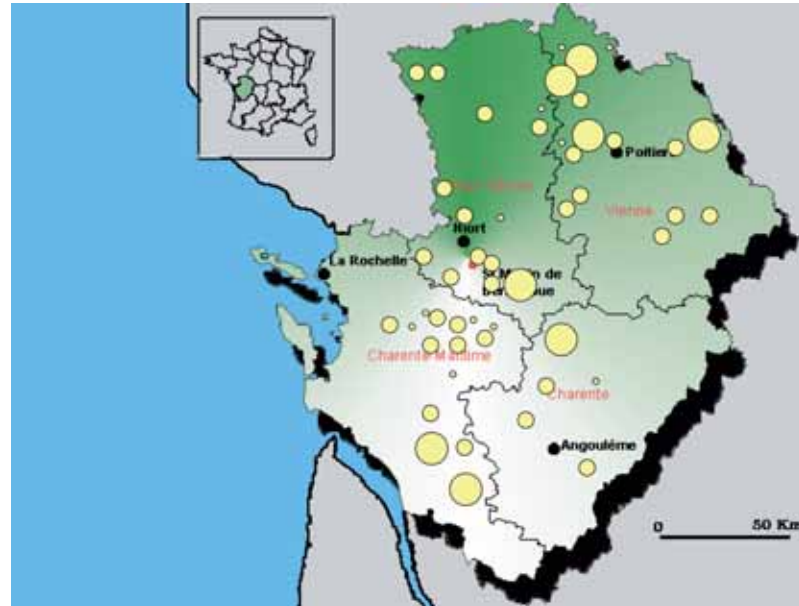 Poitiers
Vienne
Niort
La Rochelle
Charente Maritime
Charente
Angoulême
0 50 Km